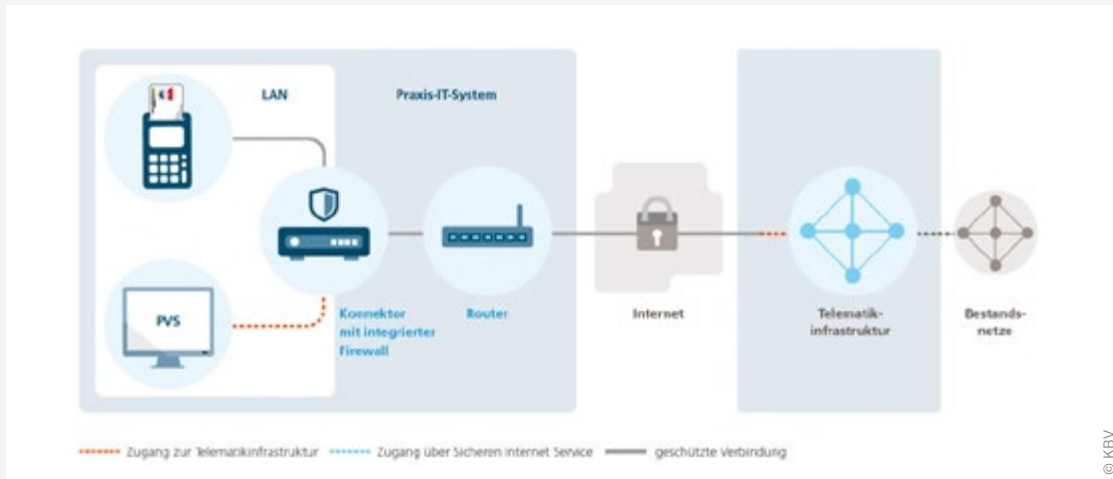 LAN
Praxis-IT-System
PVS
Konnektor
mit integrierter
Firewall
Router
Internet
Telematik-
infrastruktur
Bestands-
netze
Zugang zur Telematikinfrastruktur
Zugang über Sicheren Internet Service
geschützte Verbindung
© KBV